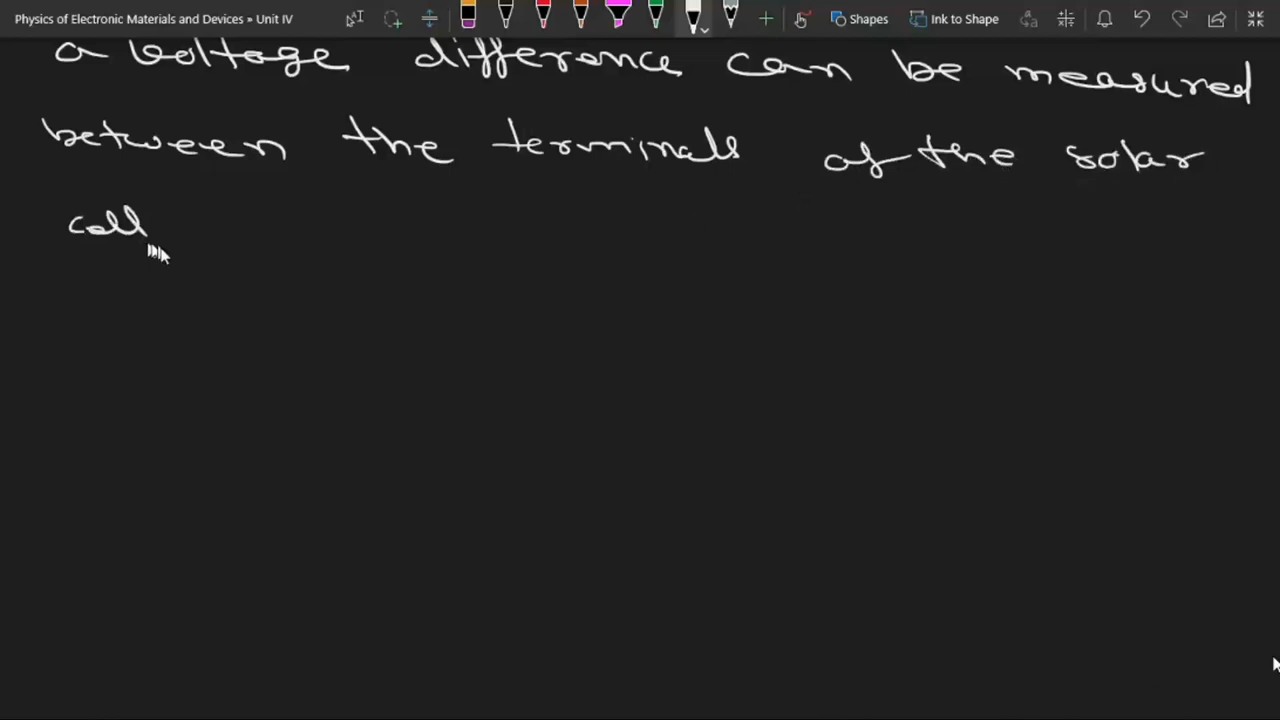 Physics of Electronic Materials and Devices » Unit IV
Shapes
Ink to Shape
a voltage difference can be measured
between the terminals of the solar
cell